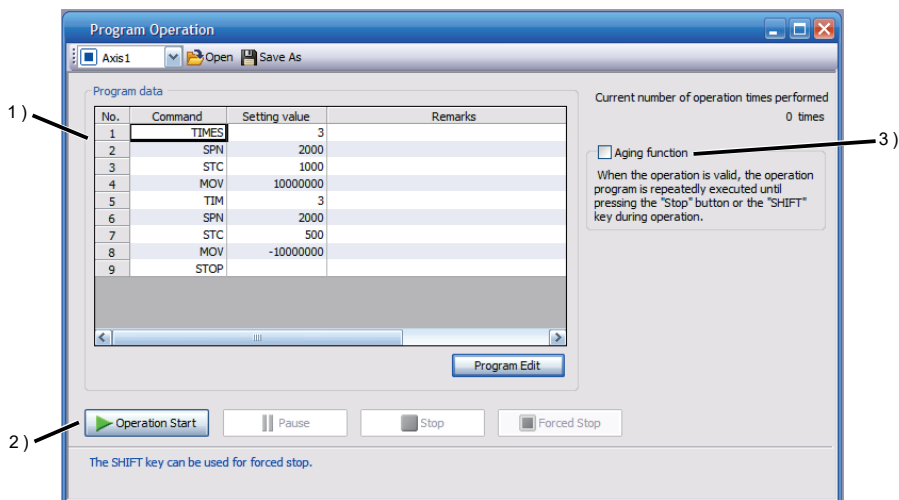 Program Operation
Axis1 Open Save As
Program data
1 )
No. Command Setting value Remarks
1 TIMES 3
2 SPN 2000
3 STC 1000
4 MOV 10000000
5 TIM 3
6 SPN 2000
7 STC 500
8 MOV -10000000
9 STOP
Program Edit
Current number of operation times performed
0 times
3 )
Aging function
When the operation is valid, the operation
program is repeatedly executed until
pressing the "Stop" button or the "SHIFT"
key during operation.
2 )
Operation Start Pause Stop Forced Stop
The SHIFT key can be used for forced stop.